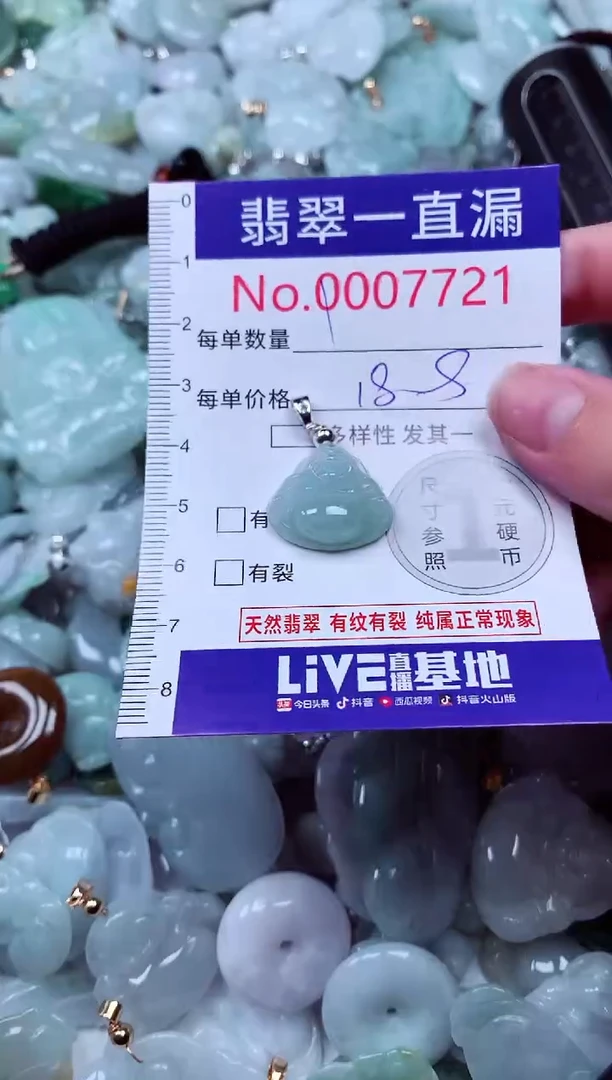 翡翠一直漏
No.0007721
每单数量
每单价格 188
多样性 发其一
有
有裂
尺寸参照
元硬币
天然翡翠 有纹有裂 纯属正常现象
LiVE直播基地
今日头条 抖音 西瓜视频 抖音火山版
0
1
2
3
4
5
6
7
8